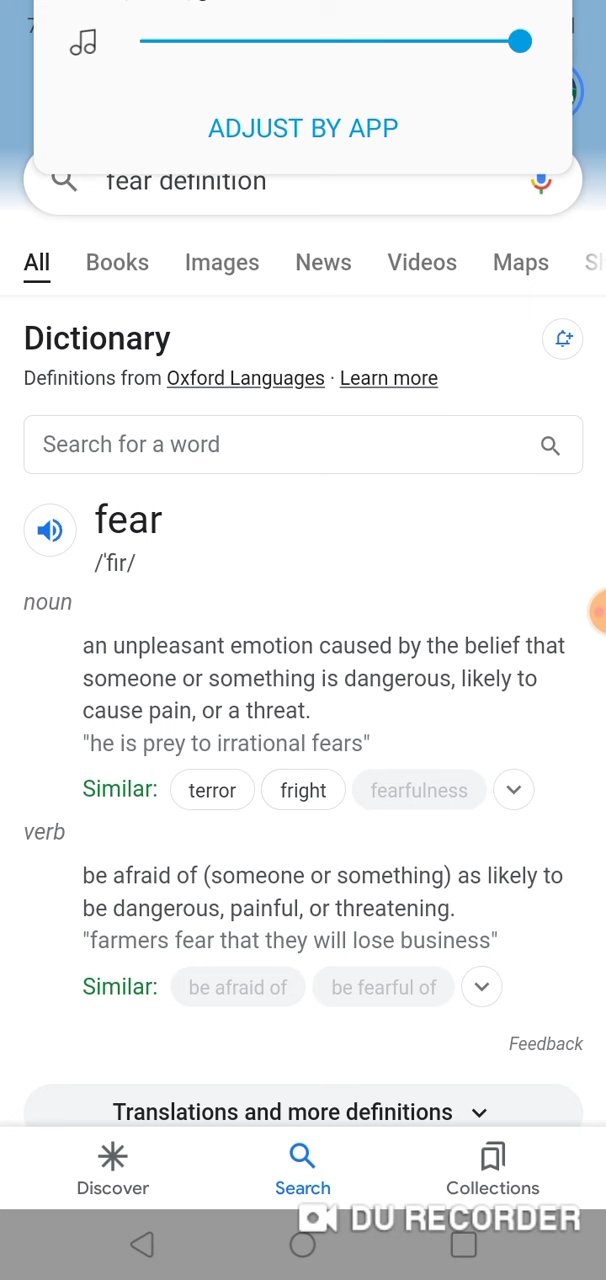 ADJUST BY APP
fear definition
All Books Images News Videos Maps
Dictionary
Definitions from Oxford Languages · Learn more
Search for a word
fear
/ˈfir/
noun
an unpleasant emotion caused by the belief that
someone or something is dangerous, likely to
cause pain, or a threat.
"he is prey to irrational fears"
Similar: terror fright fearfulness
verb
be afraid of (someone or something) as likely to
be dangerous, painful, or threatening.
"farmers fear that they will lose business"
Similar: be afraid of be fearful of
Feedback
Translations and more definitions
Discover Search Collections
DU RECORDER